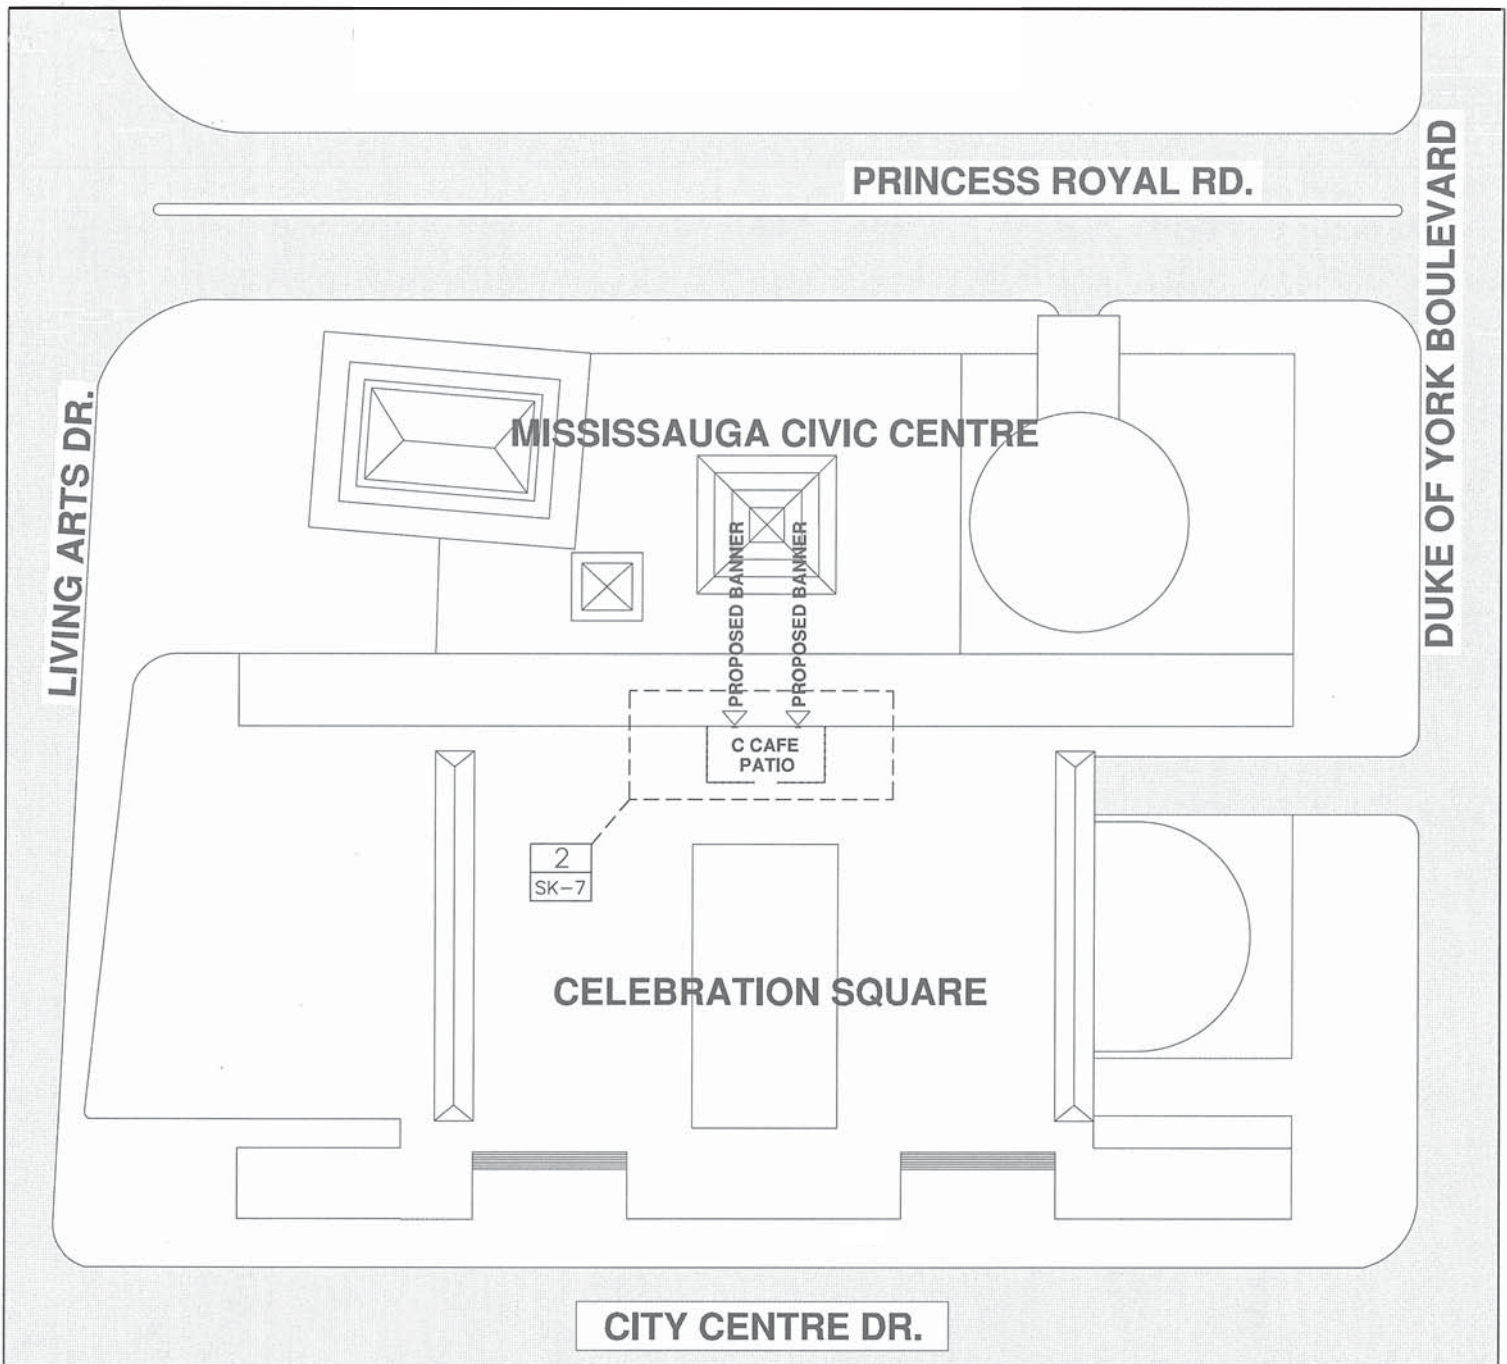 PRINCESS ROYAL RD.
DUKE OF YORK BOULEVARD
LIVING ARTS DR.
MISSISSAUGA CIVIC CENTRE
PROPOSED BANNER
PROPOSED BANNER
C CAFE
PATIO
2
SK-7
CELEBRATION SQUARE
CITY CENTRE DR.